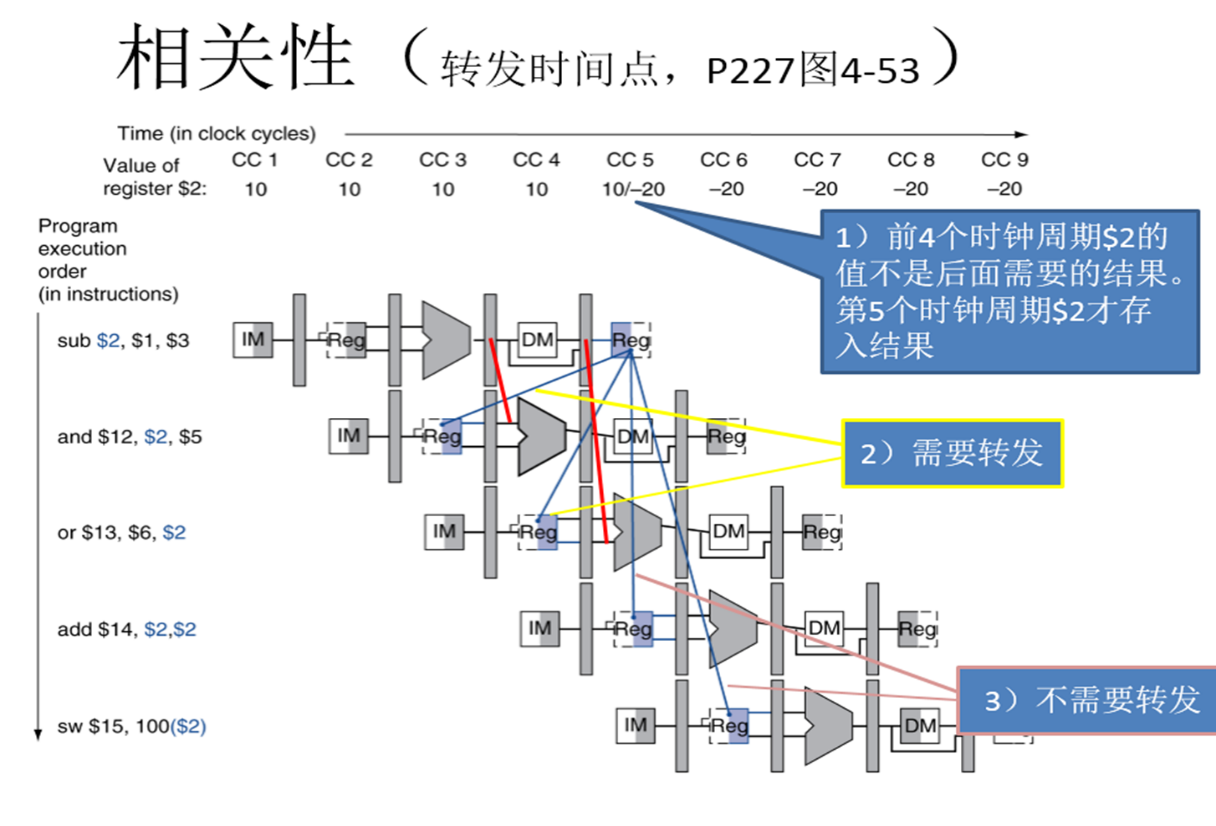 相关性（转发时间点，P227图4-53）
Time (in clock cycles)
Value of register $2:
CC 1 CC 2 CC 3 CC 4 CC 5 CC 6 CC 7 CC 8 CC 9
10 10 10 10 10/–20 –20 –20 –20 –20
1）前4个时钟周期$2的
值不是后面需要的结果。
第5个时钟周期$2才存
入结果
Program
execution
order
(in instructions)
sub $2, $1, $3
IM Reg DM Reg
and $12, $2, $5
IM Reg DM Reg
2）需要转发
or $13, $6, $2
IM Reg DM Reg
add $14, $2,$2
IM Reg DM Reg
3）不需要转发
sw $15, 100($2)
IM Reg DM